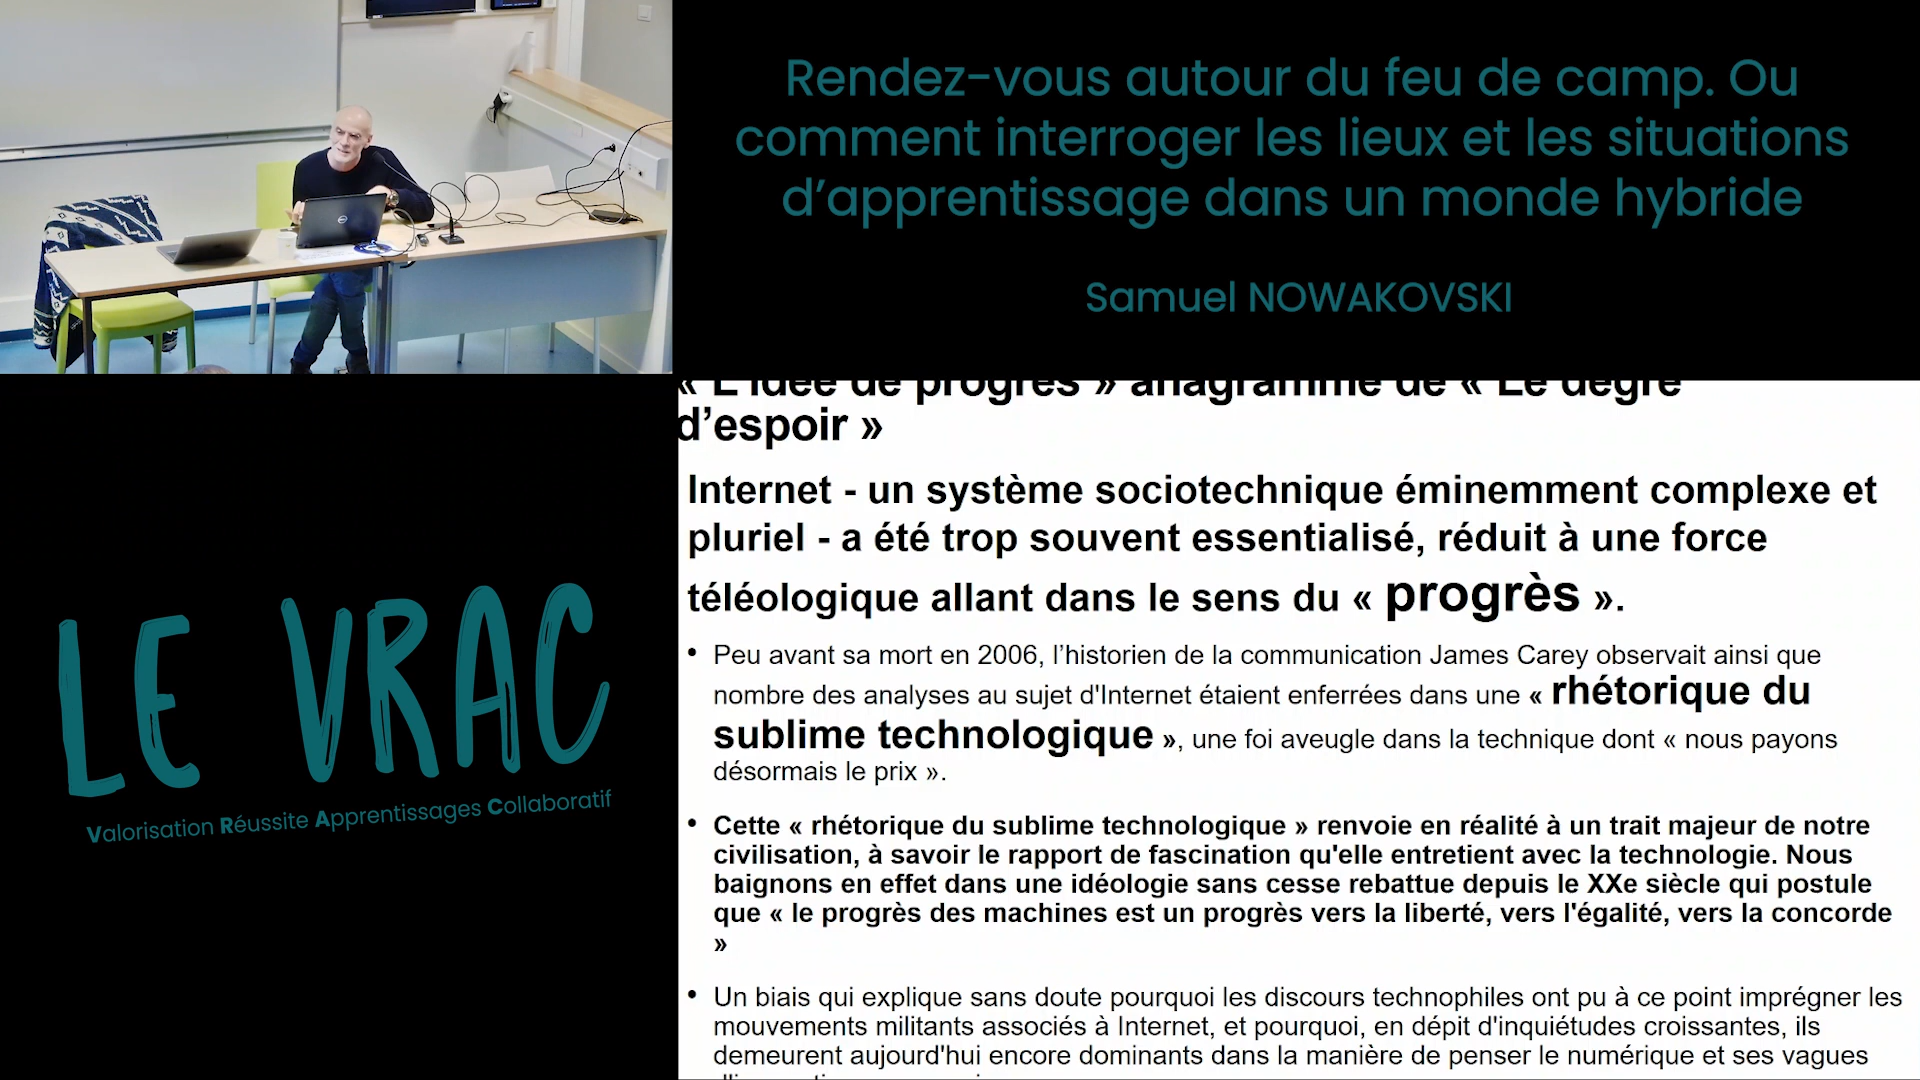 Rendez-vous autour du feu de camp. Ou
comment interroger les lieux et les situations
d’apprentissage dans un monde hybride
Samuel NOWAKOVSKI
« L'idée de progrès » anagramme de « Le degré
d’espoir »
Internet - un système sociotechnique éminemment complexe et
pluriel - a été trop souvent essentialisé, réduit à une force
téléologique allant dans le sens du « progrès ».
• Peu avant sa mort en 2006, l’historien de la communication James Carey observait ainsi que
nombre des analyses au sujet d'Internet étaient enferrées dans une « rhétorique du
sublime technologique », une foi aveugle dans la technique dont « nous payons
désormais le prix ».
• Cette « rhétorique du sublime technologique » renvoie en réalité à un trait majeur de notre
civilisation, à savoir le rapport de fascination qu'elle entretient avec la technologie. Nous
baignons en effet dans une idéologie sans cesse rebattue depuis le XXe siècle qui postule
que « le progrès des machines est un progrès vers la liberté, vers l'égalité, vers la concorde
»
• Un biais qui explique sans doute pourquoi les discours technophiles ont pu à ce point imprégner les
mouvements militants associés à Internet, et pourquoi, en dépit d'inquiétudes croissantes, ils
demeurent aujourd'hui encore dominants dans la manière de penser le numérique et ses vagues
LE VRAC
Valorisation Réussite Apprentissages Collaboratif